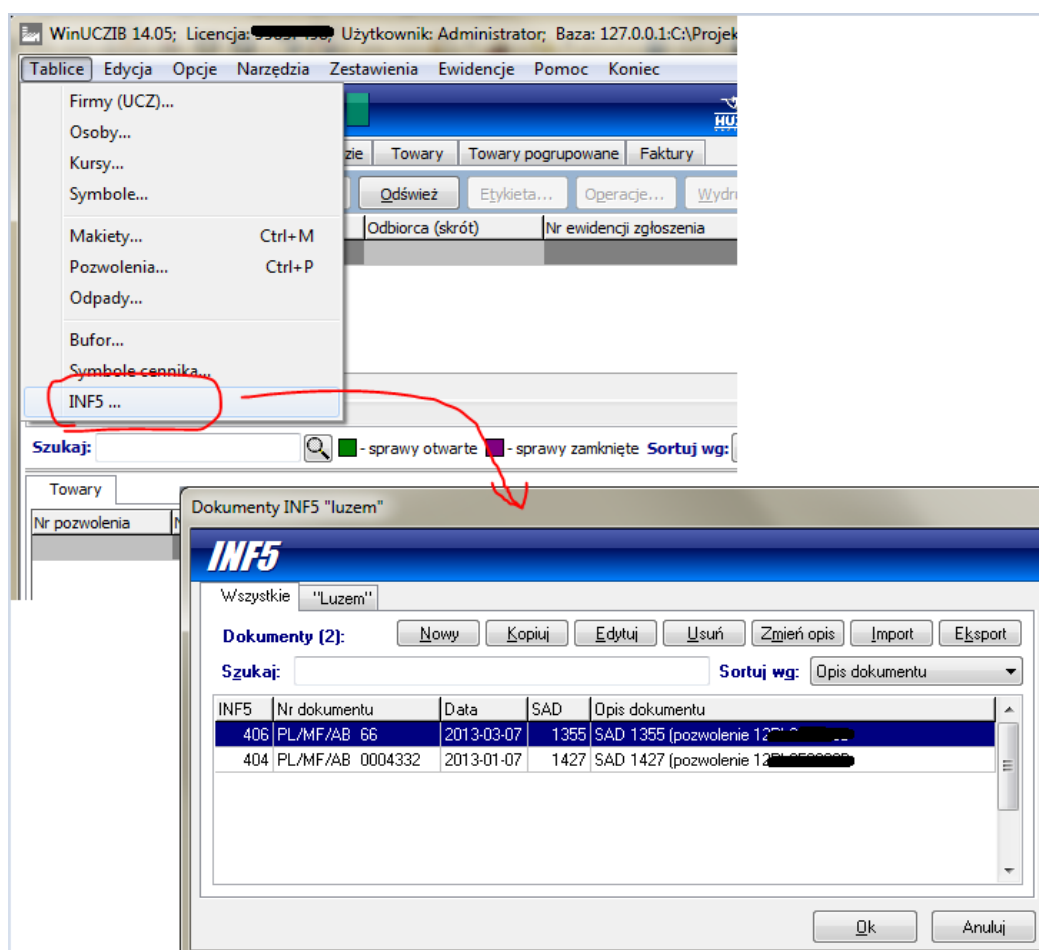 WinUCZIB 14.05; Licencja: Użytkownik: Administrator; Baza: 127.0.0.1:C:\Projek
Tablice Edycja Opcje Narzędzia Zestawienia Ewidencje Pomoc Koniec
Firmy (UCZ)...
Osoby...
Kursy...
Symbole...
Makiety... Ctrl+M
Pozwolenia... Ctrl+P
Odpady...
Bufor...
Symbole cennika...
INF5 ...
Towary Towary pogrupowane Faktury
Odśwież Etykieta... Operacje...
Odbiorca (skrót) Nr ewidencji zgłoszenia
Szukaj: - sprawy otwarte - sprawy zamknięte Sortuj wg:
Towary
Nr pozwolenia
Dokumenty INF5 "luzem"
INF5
Wszystkie "Luzem"
Dokumenty (2): Nowy Kopiuj Edytuj Usuń Zmień opis Import Eksport
Szukaj: Sortuj wg: Opis dokumentu
INF5 Nr dokumentu Data SAD Opis dokumentu
406 PL/MF/AB 66 2013-03-07 1355 SAD 1355 (pozwolenie
404 PL/MF/AB 0004332 2013-01-07 1427 SAD 1427 (pozwolenie
Ok Anuluj